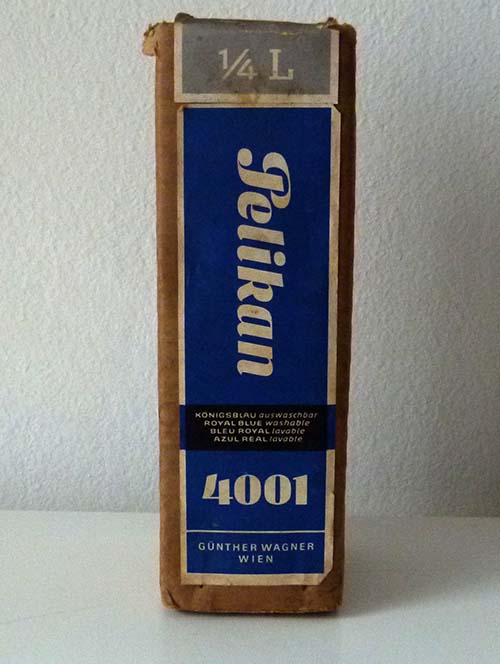 1/4 L
Pelikan
KÖNIGSBLAU auswaschbar
ROYAL BLUE washable
BLEU ROYAL lavable
AZUL REAL lavable
4001
GÜNTHER WAGNER
WIEN